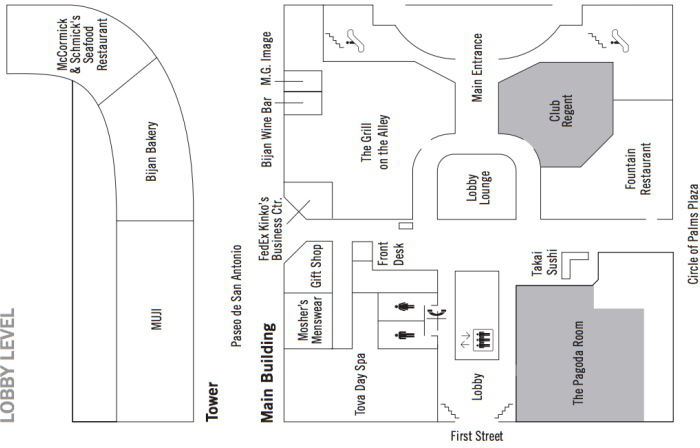 LOBBY LEVEL
McCormick
& Schmick's
Seafood
Restaurant
Bijan Bakery
MUJI
Tower
Paseo de San Antonio
Main Building
M.G. Image
Bijan Wine Bar
FedEx Kinko's
Business Ctr.
Gift Shop
Mosher's
Menswear
Tova Day Spa
The Grill
on the Alley
Front
Desk
Main Entrance
Lobby
Lounge
Lobby
Club
Regent
Fountain
Restaurant
Takai
Sushi
The Pagoda Room
First Street
Circle of Palms Plaza